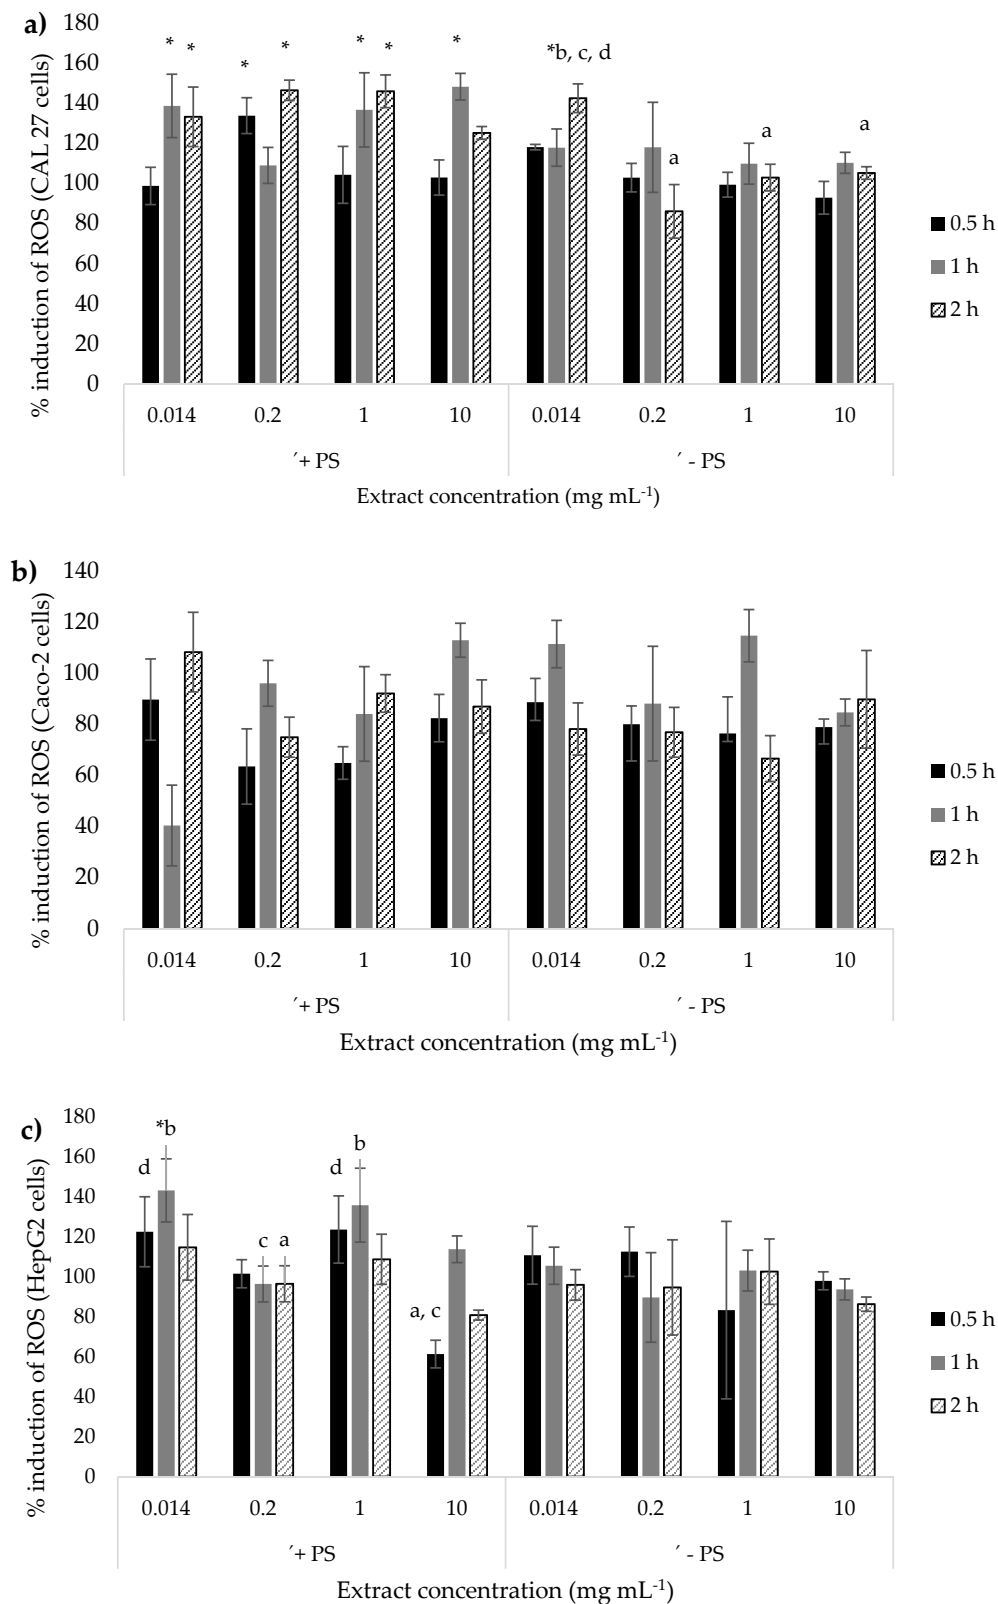 a)
% induction of ROS (CAL 27 cells)
180
160
140
120
100
80
60
40
20
0
* * * * * * * *b, c, d
a a a
0.014 0.2 1 10 0.014 0.2 1 10
´+ PS ´ - PS
Extract concentration (mg mL-1)
0.5 h
1 h
2 h
b)
% induction of ROS (Caco-2 cells)
140
120
100
80
60
40
20
0
0.014 0.2 1 10 0.014 0.2 1 10
´+ PS ´ - PS
Extract concentration (mg mL-1)
0.5 h
1 h
2 h
c)
% induction of ROS (HepG2 cells)
180
160
140
120
100
80
60
40
20
0
d *b c a d b a, c
0.014 0.2 1 10 0.014 0.2 1 10
´+ PS ´ - PS
Extract concentration (mg mL-1)
0.5 h
1 h
2 h